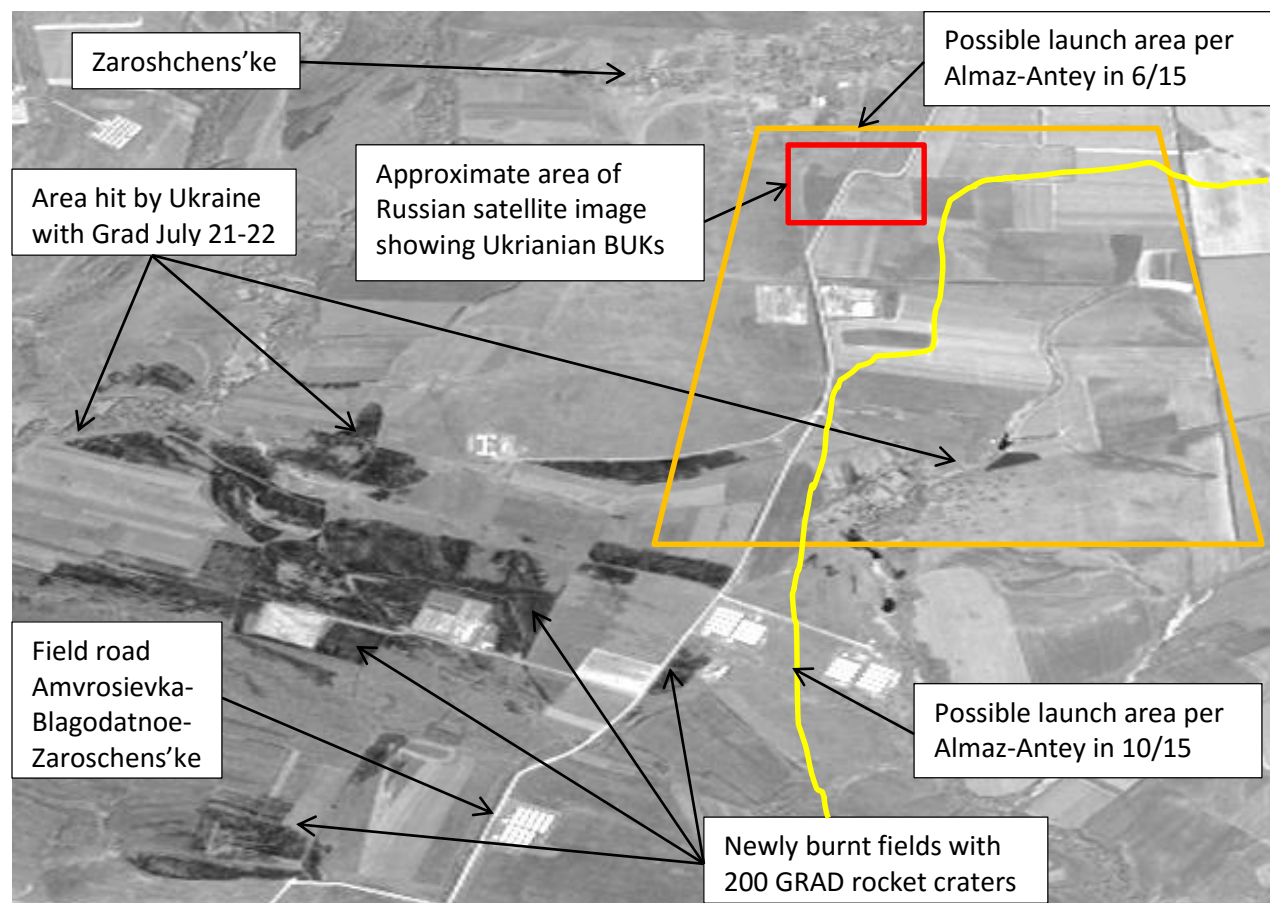 Zaroshchens’ke
Possible launch area per
Almaz-Antey in 6/15
Area hit by Ukraine
with Grad July 21-22
Approximate area of
Russian satellite image
showing Ukrianian BUKs
Field road
Amvrosievka-
Blagodatnoe-
Zaroschens’ke
Possible launch area per
Almaz-Antey in 10/15
Newly burnt fields with
200 GRAD rocket craters